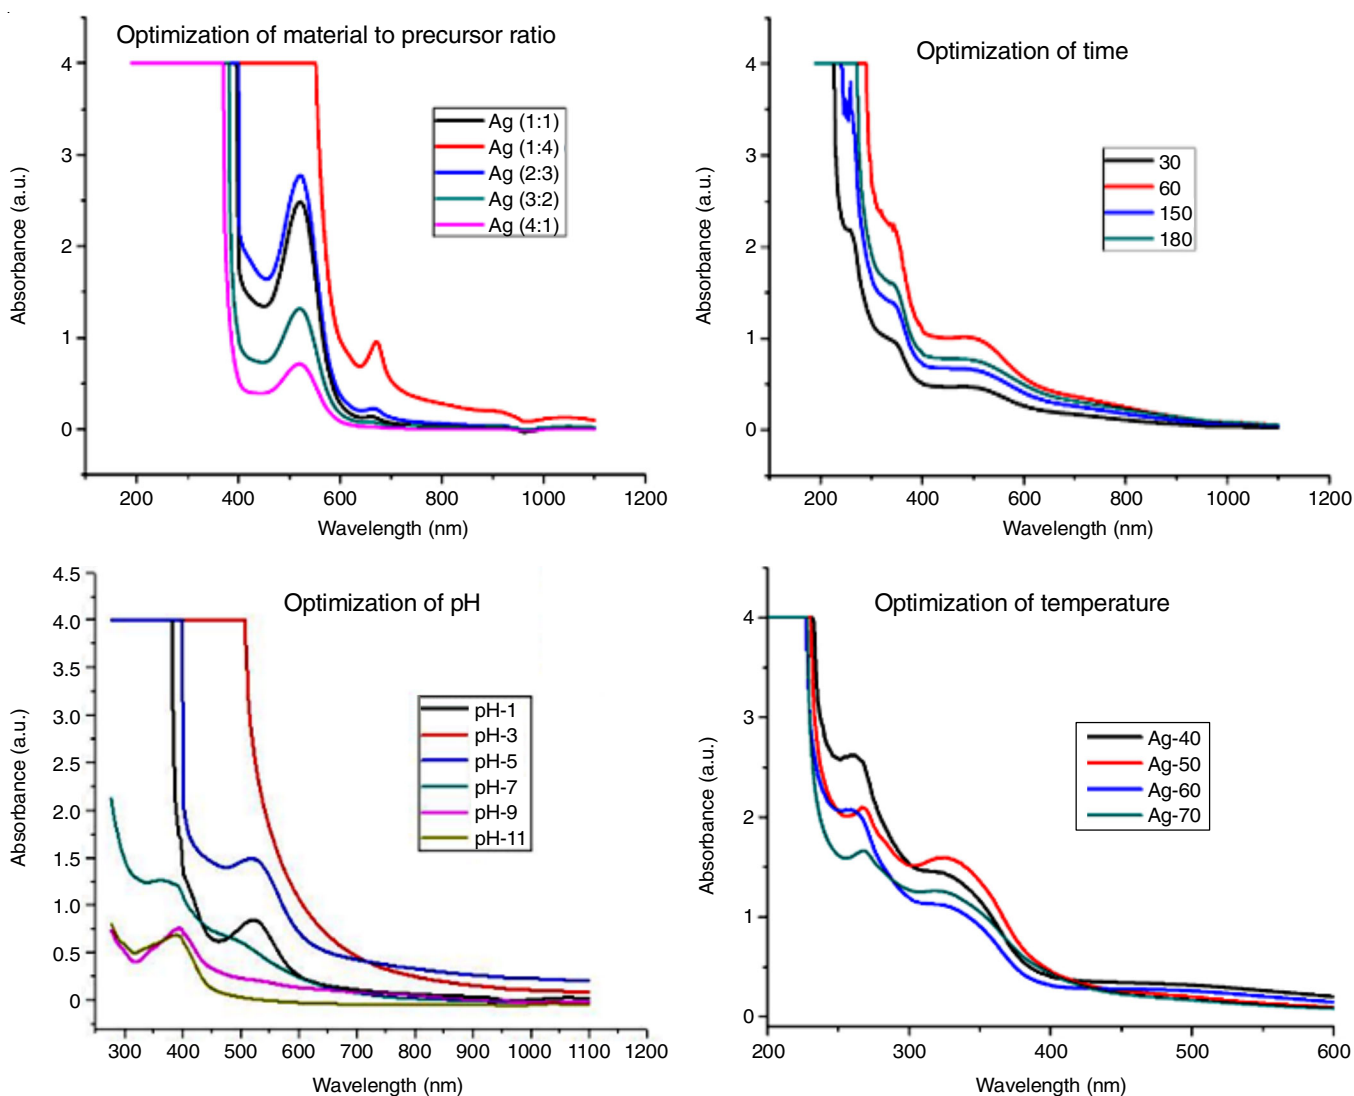 Optimization of material to precursor ratio
4
3
2
1
0
Absorbance (a.u.)
Ag (1:1)
Ag (1:4)
Ag (2:3)
Ag (3:2)
Ag (4:1)
200 400 600 800 1000 1200
Wavelength (nm)
Optimization of time
4
3
2
1
0
Absorbance (a.u.)
30
60
150
180
200 400 600 800 1000 1200
Wavelength (nm)
Optimization of pH
4.5
4.0
3.5
3.0
2.5
2.0
1.5
1.0
0.5
0
Absorbance (a.u.)
pH-1
pH-3
pH-5
pH-7
pH-9
pH-11
300 400 500 600 700 800 900 1000 1100 1200
Wavelength (nm)
Optimization of temperature
4
3
2
1
0
Absorbance (a.u.)
Ag-40
Ag-50
Ag-60
Ag-70
200 300 400 500 600
Wavelength (nm)